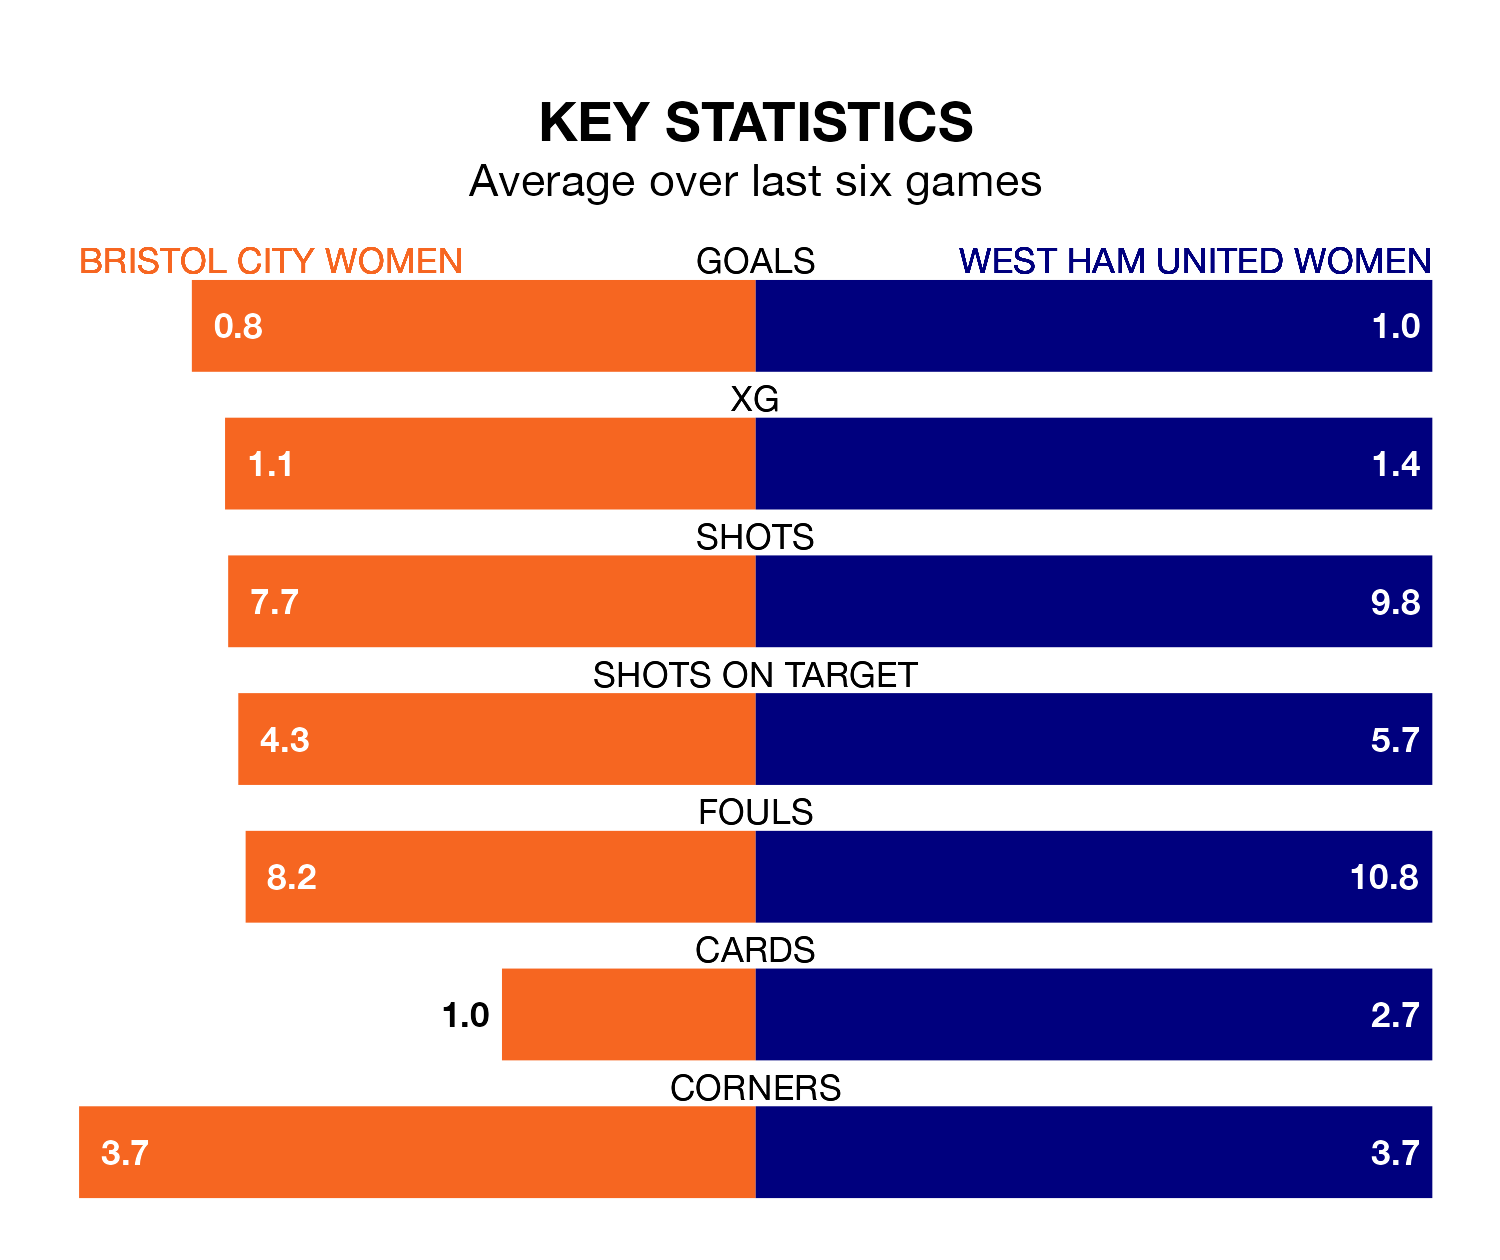 KEY STATISTICS
Average over last six games
BRISTOL CITY WOMEN GOALS WEST HAM UNITED WOMEN
0.8 1.0
XG
1.1 1.4
SHOTS
7.7 9.8
SHOTS ON TARGET
4.3 5.7
FOULS
8.2 10.8
CARDS
1.0 2.7
CORNERS
3.7 3.7